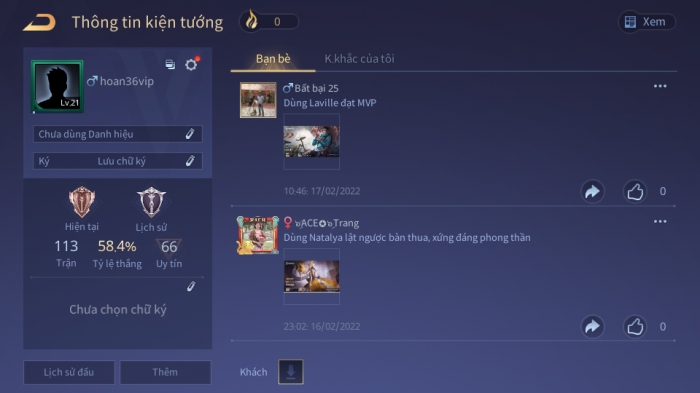 Thông tin kiện tướng
0
Xem
hoan36vip
Lv 21
Chưa dùng Danh hiệu
Ký Lưu chữ ký
Hiện tại Lịch sử
113 58.4% 66
Trận Tỷ lệ thắng Uy tín
Chưa chọn chữ ký
Lịch sử đấu Thêm
Bạn bè K.khắc của tôi
Bất bại 25
Dùng Laville đạt MVP
10:46: 17/02/2022
0
Trang
Dùng Natalya lật ngược bàn thua, xứng đáng phong thần
23:02: 16/02/2022
0
Khách